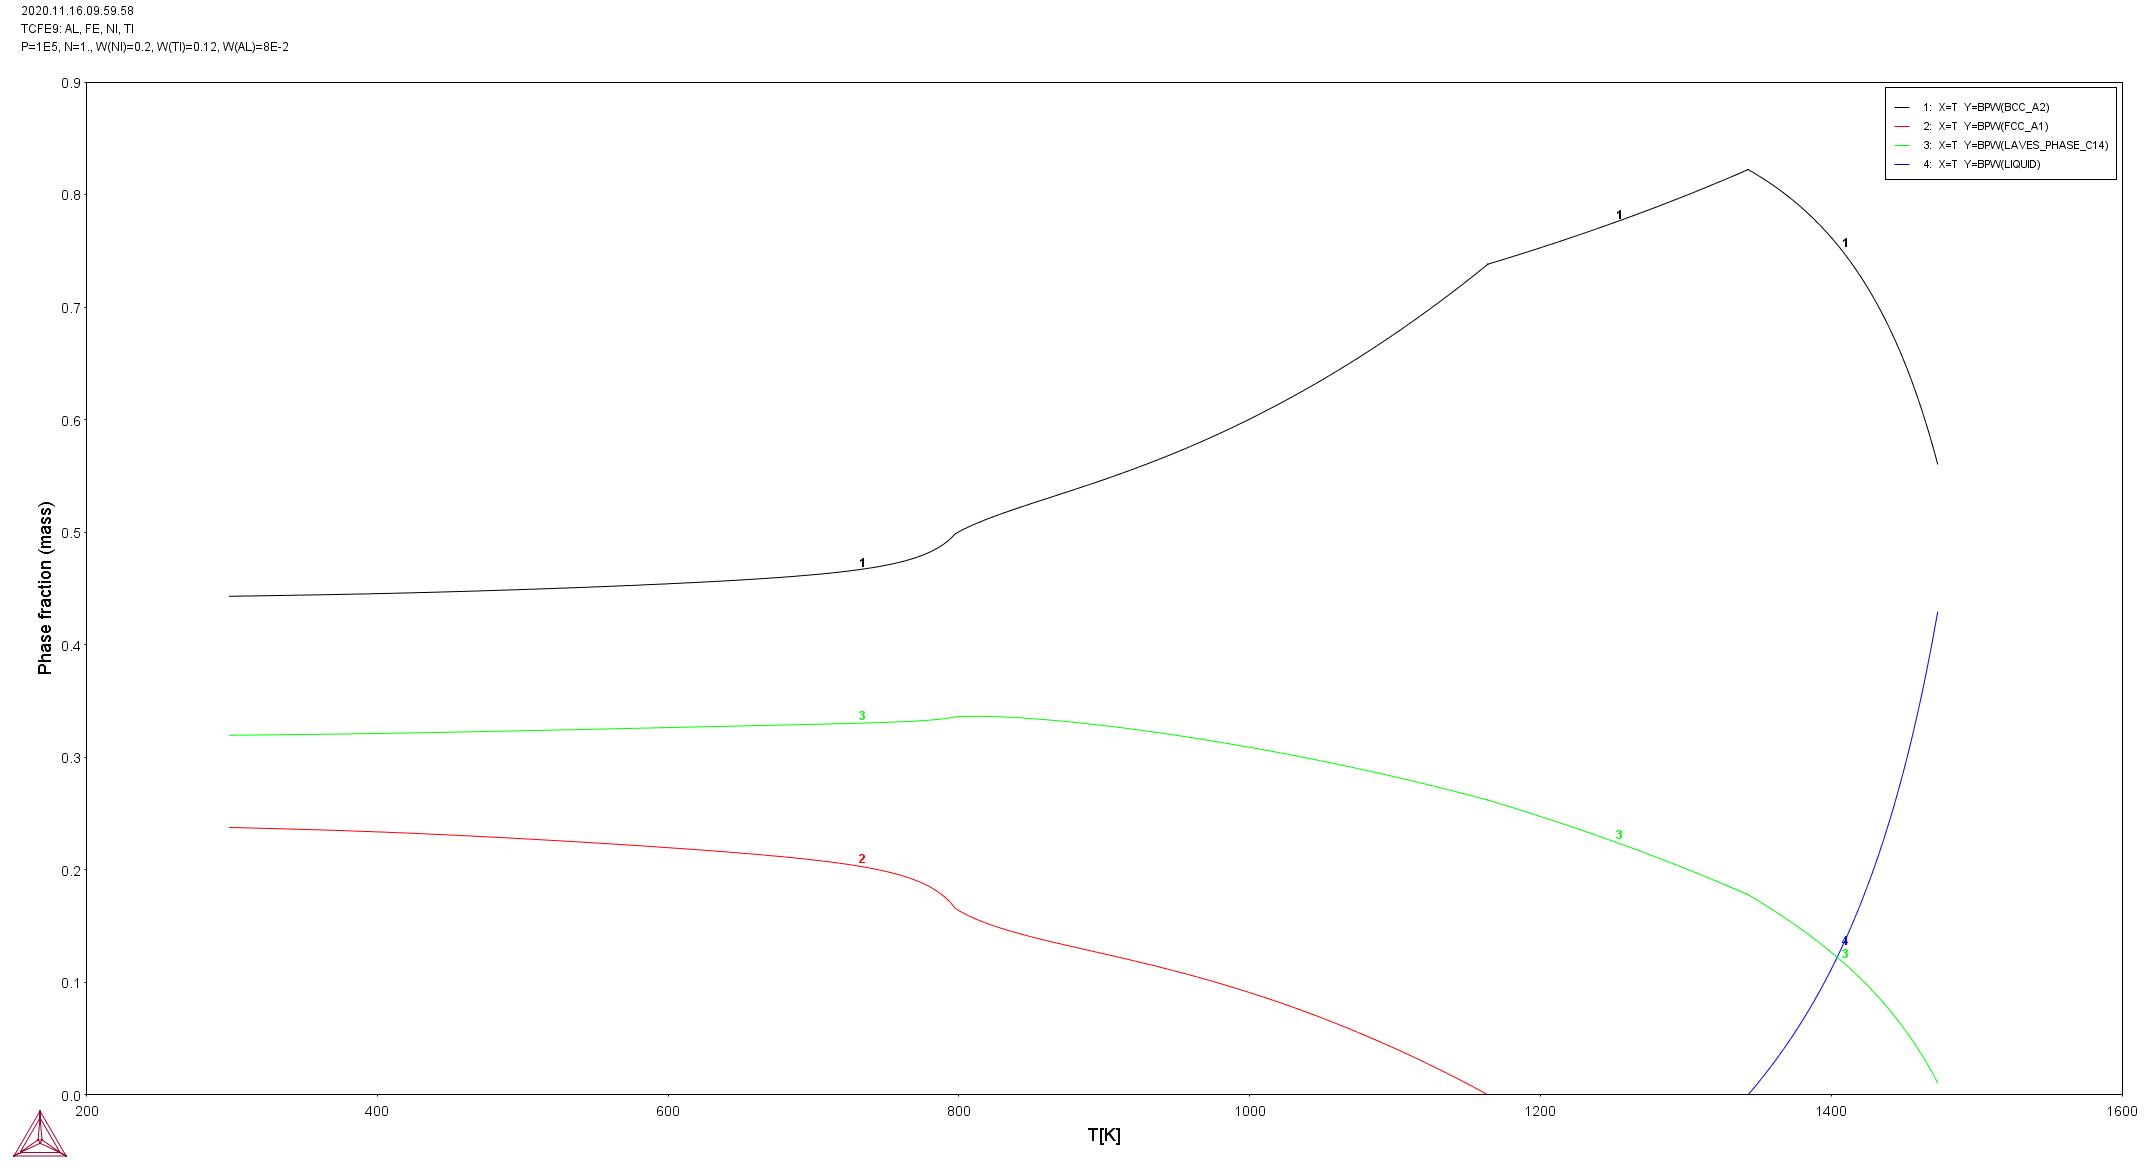 2020.11.16.09.59.58
TCFE9: AL, FE, NI, TI
P=1E5, N=1., W(NI)=0.2, W(TI)=0.12, W(AL)=8E-2
0.9
0.8
0.7
0.6
0.5
0.4
0.3
0.2
0.1
0.0
Phase fraction (mass)
1: X=T Y=BPW(BCC_A2)
2: X=T Y=BPW(FCC_A1)
3: X=T Y=BPW(LAVES_PHASE_C14)
4: X=T Y=BPW(LIQUID)
1
1
1
3
2
3
4
3
200 400 600 800 1000 1200 1400 1600
T[K]